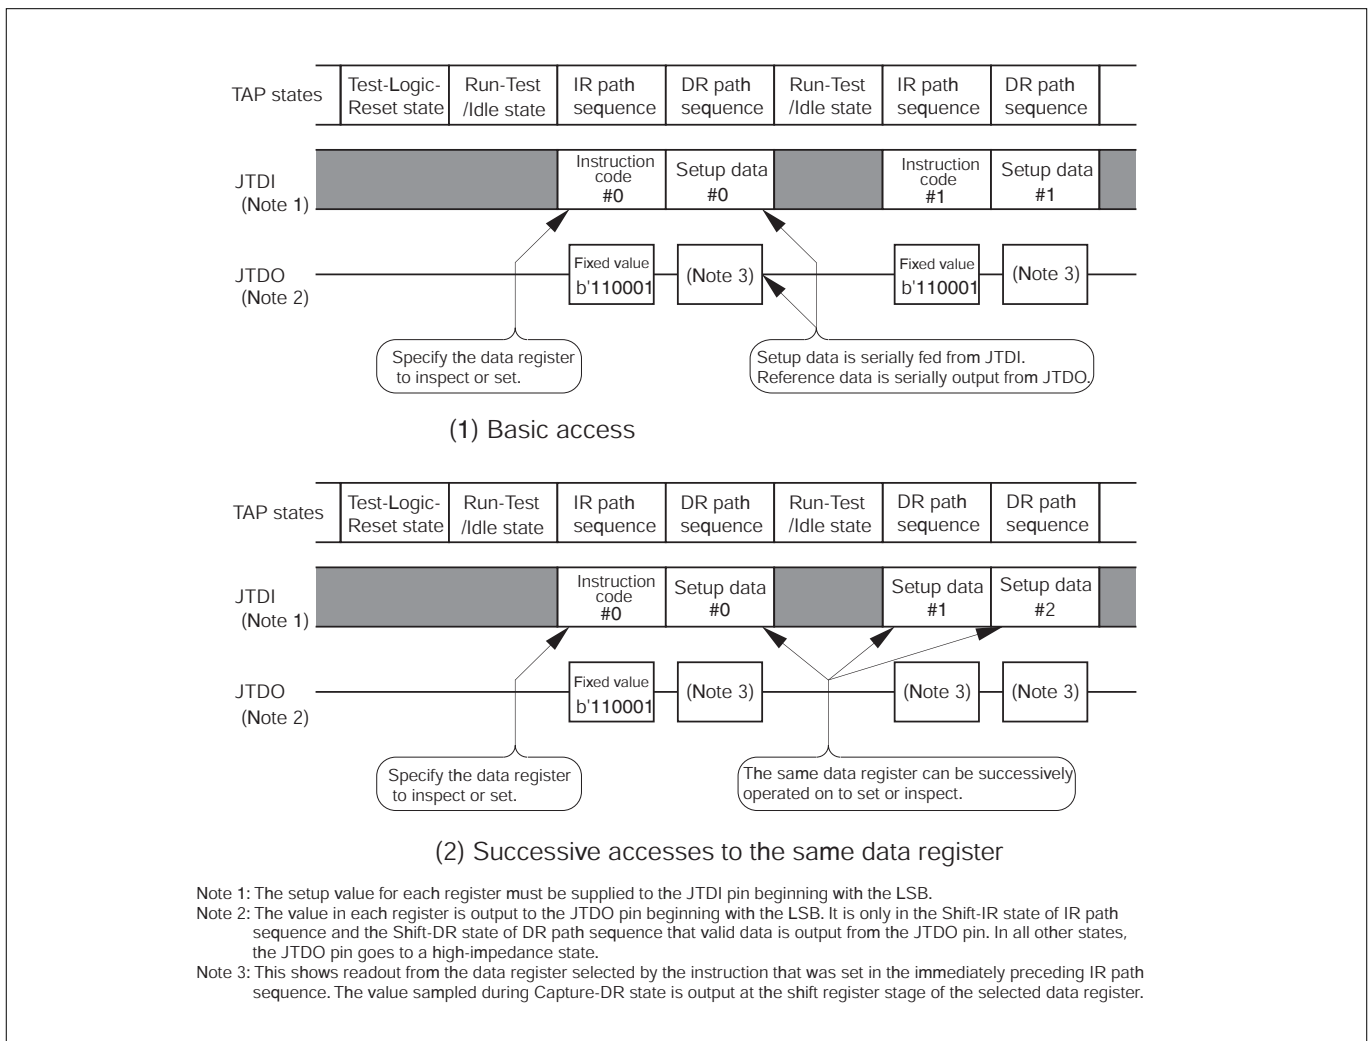 TAP states
Test-Logic-
Reset state
Run-Test
/Idle state
IR path
sequence
DR path
sequence
Run-Test
/Idle state
IR path
sequence
DR path
sequence
JTDI
(Note 1)
Instruction
code
#0
Setup data
#0
Instruction
code
#1
Setup data
#1
JTDO
(Note 2)
Fixed value
b'110001
(Note 3)
Fixed value
b'110001
(Note 3)
Specify the data register
to inspect or set.
Setup data is serially fed from JTDI.
Reference data is serially output from JTDO.
(1) Basic access
TAP states
Test-Logic-
Reset state
Run-Test
/Idle state
IR path
sequence
DR path
sequence
Run-Test
/Idle state
DR path
sequence
DR path
sequence
JTDI
(Note 1)
Instruction
code
#0
Setup data
#0
Setup data
#1
Setup data
#2
JTDO
(Note 2)
Fixed value
b'110001
(Note 3)
(Note 3)
(Note 3)
Specify the data register
to inspect or set.
The same data register can be successively
operated on to set or inspect.
(2) Successive accesses to the same data register
Note 1: The setup value for each register must be supplied to the JTDI pin beginning with the LSB.
Note 2: The value in each register is output to the JTDO pin beginning with the LSB. It is only in the Shift-IR state of IR path
sequence and the Shift-DR state of DR path sequence that valid data is output from the JTDO pin. In all other states,
the JTDO pin goes to a high-impedance state.
Note 3: This shows readout from the data register selected by the instruction that was set in the immediately preceding IR path
sequence. The value sampled during Capture-DR state is output at the shift register stage of the selected data register.